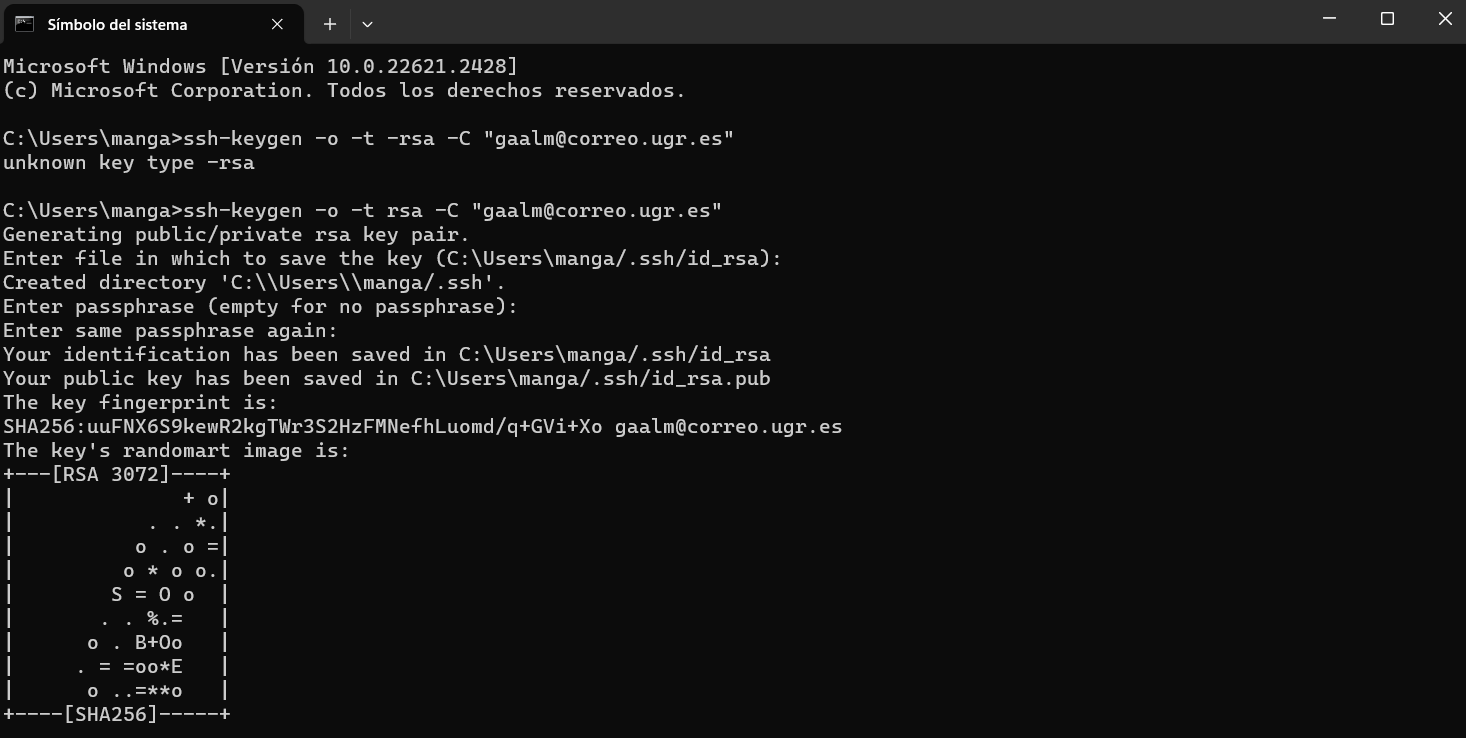 Símbolo del sistema
Microsoft Windows [Versión 10.0.22621.2428]
(c) Microsoft Corporation. Todos los derechos reservados.
C:\Users\manga>ssh-keygen -o -t -rsa -C "gaalm@correo.ugr.es"
unknown key type -rsa
C:\Users\manga>ssh-keygen -o -t rsa -C "gaalm@correo.ugr.es"
Generating public/private rsa key pair.
Enter file in which to save the key (C:\Users\manga/.ssh/id_rsa):
Created directory 'C:\\Users\\manga/.ssh'.
Enter passphrase (empty for no passphrase):
Enter same passphrase again:
Your identification has been saved in C:\Users\manga/.ssh/id_rsa
Your public key has been saved in C:\Users\manga/.ssh/id_rsa.pub
The key fingerprint is:
SHA256:uuFNX6S9kewR2kgTWr3S2HzFMNefhLuomd/q+GVi+Xo gaalm@correo.ugr.es
The key's randomart image is:
+---[RSA 3072]----+
|              + o|
|           . . *.|
|          o . o =|
|         o * o o.|
|        S = O o  |
|       . . %.=   |
|      o . B+Oo   |
|     . = =oo*E   |
|      o ..=**o   |
+----[SHA256]-----+